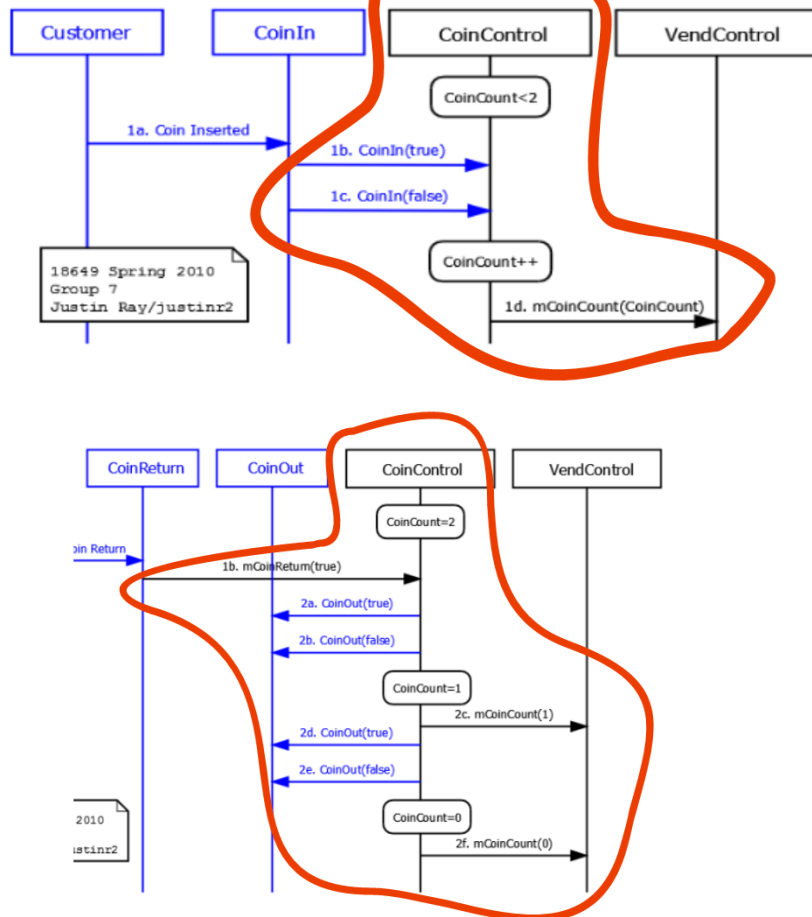 Customer
CoinIn
CoinControl
VendControl
CoinCount<2
1a. Coin Inserted
1b. CoinIn(true)
1c. CoinIn(false)
CoinCount++
18649 Spring 2010
Group 7
Justin Ray/justinr2
1d. mCoinCount(CoinCount)
CoinReturn
CoinOut
CoinControl
VendControl
CoinCount=2
Return
1b. mCoinReturn(true)
2a. CoinOut(true)
2b. CoinOut(false)
CoinCount=1
2c. mCoinCount(1)
2d. CoinOut(true)
2e. CoinOut(false)
CoinCount=0
2010
2f. mCoinCount(0)